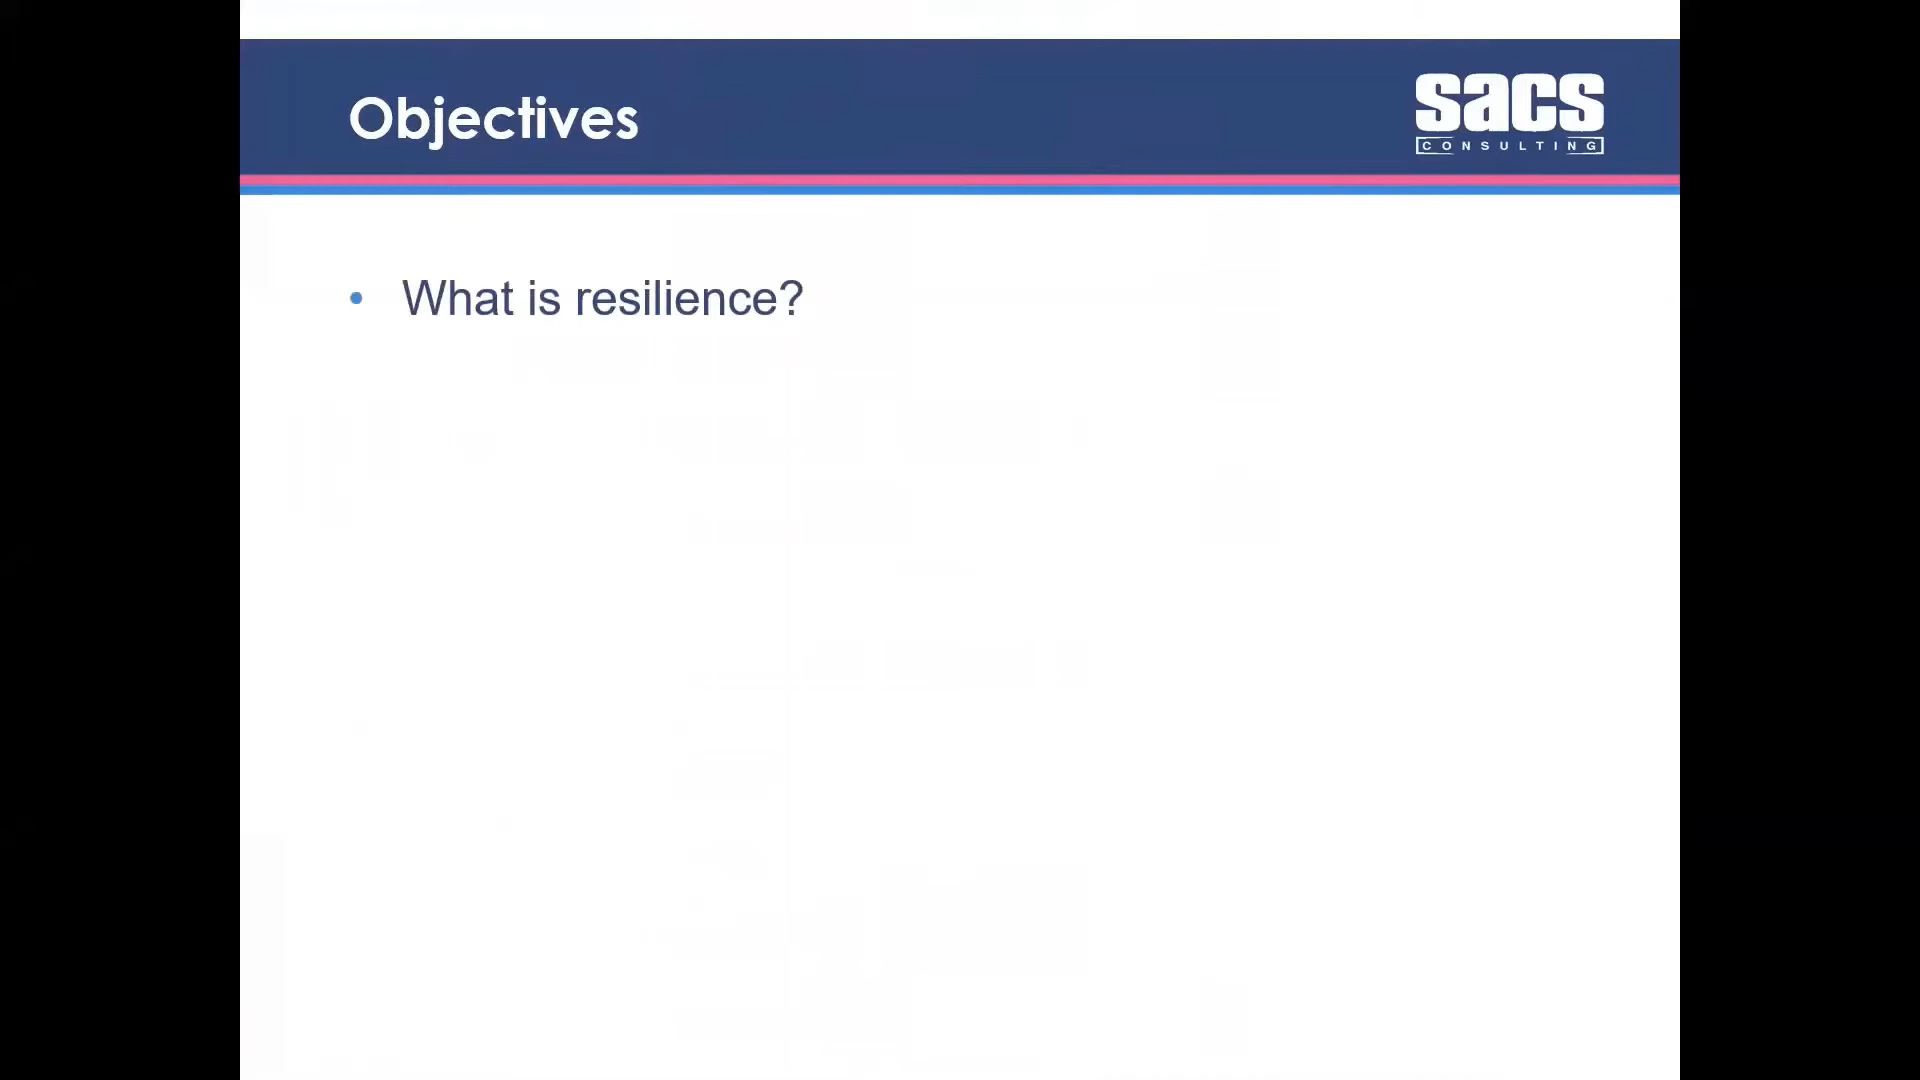 Objectives
sacs
CONSULTING
• What is resilience?